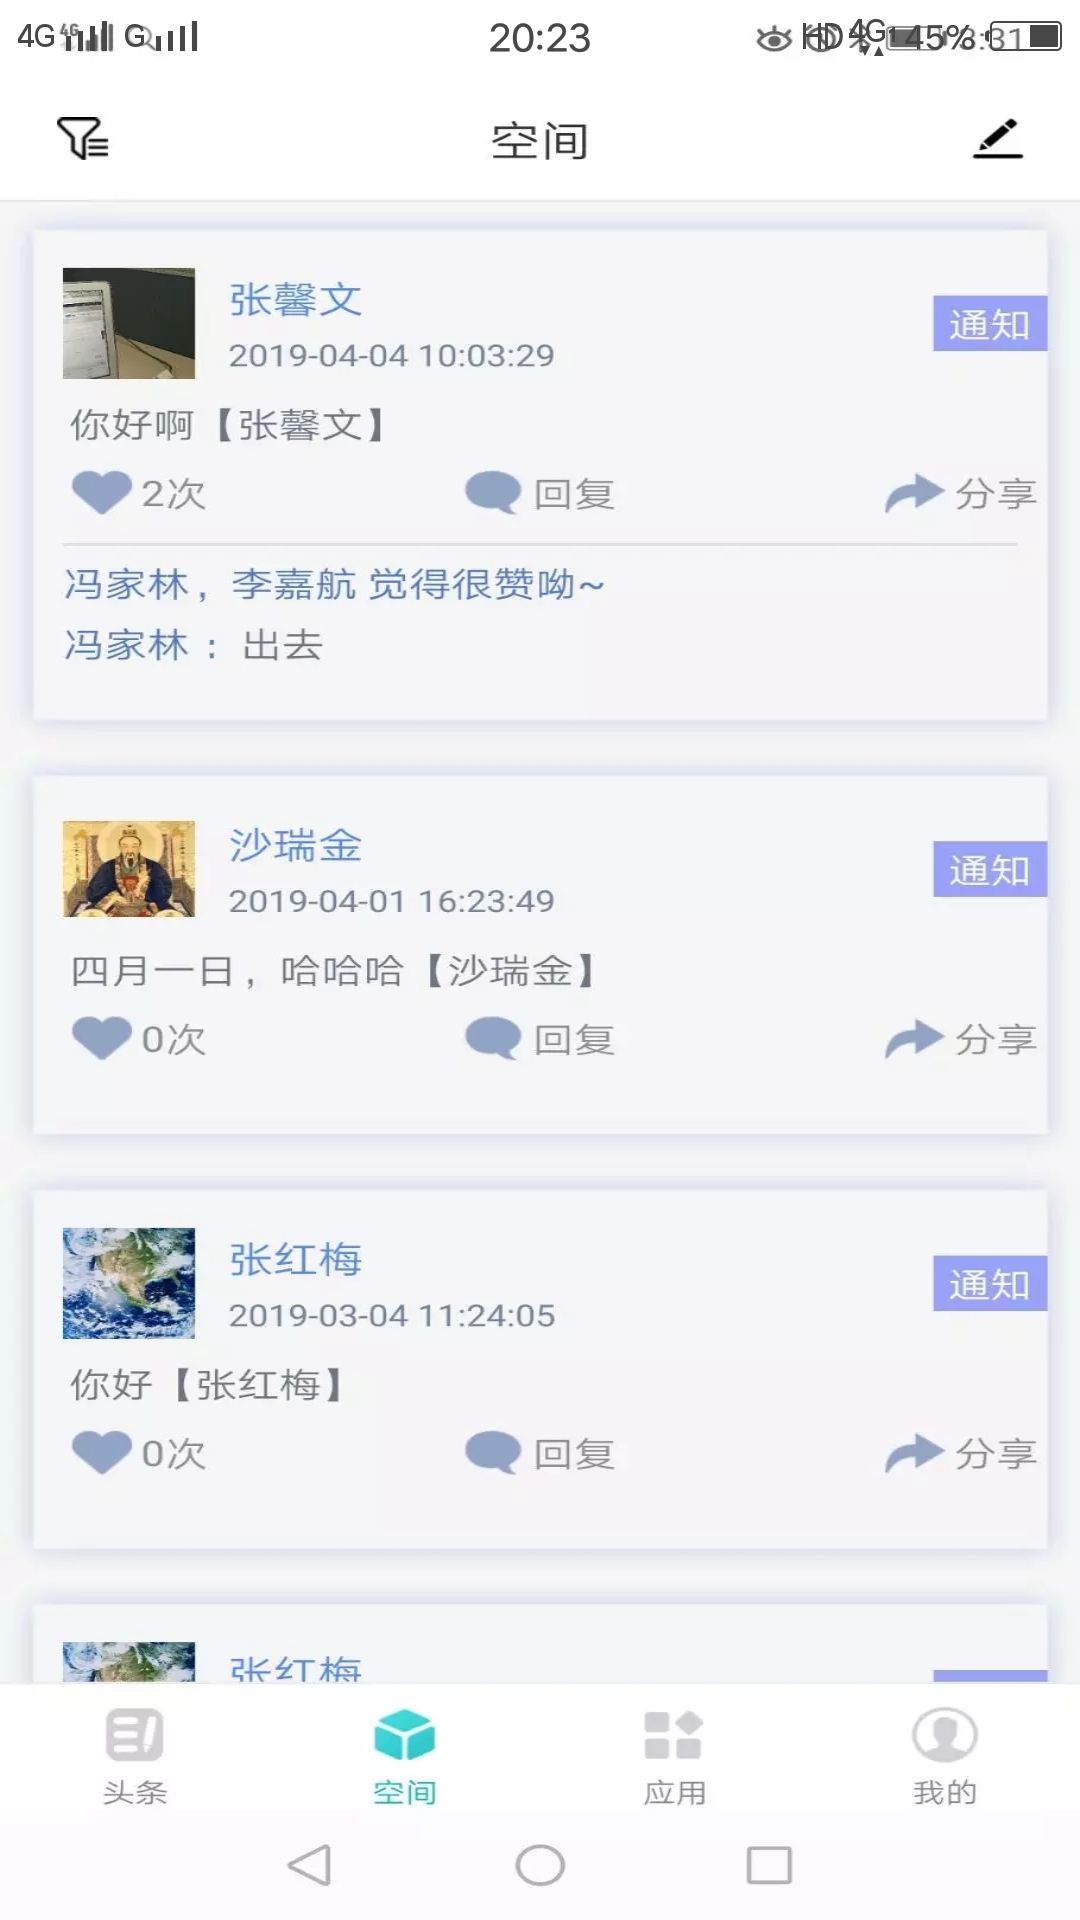 4G 4G G 20:23 HD 4G 45%
空间
张馨文
通知
2019-04-04 10:03:29
你好啊【张馨文】
2次 回复 分享
冯家林，李嘉航 觉得很赞呦~
冯家林 ：出去
沙瑞金
通知
2019-04-01 16:23:49
四月一日，哈哈哈【沙瑞金】
0次 回复 分享
张红梅
通知
2019-03-04 11:24:05
你好【张红梅】
0次 回复 分享
张红梅
头条 空间 应用 我的